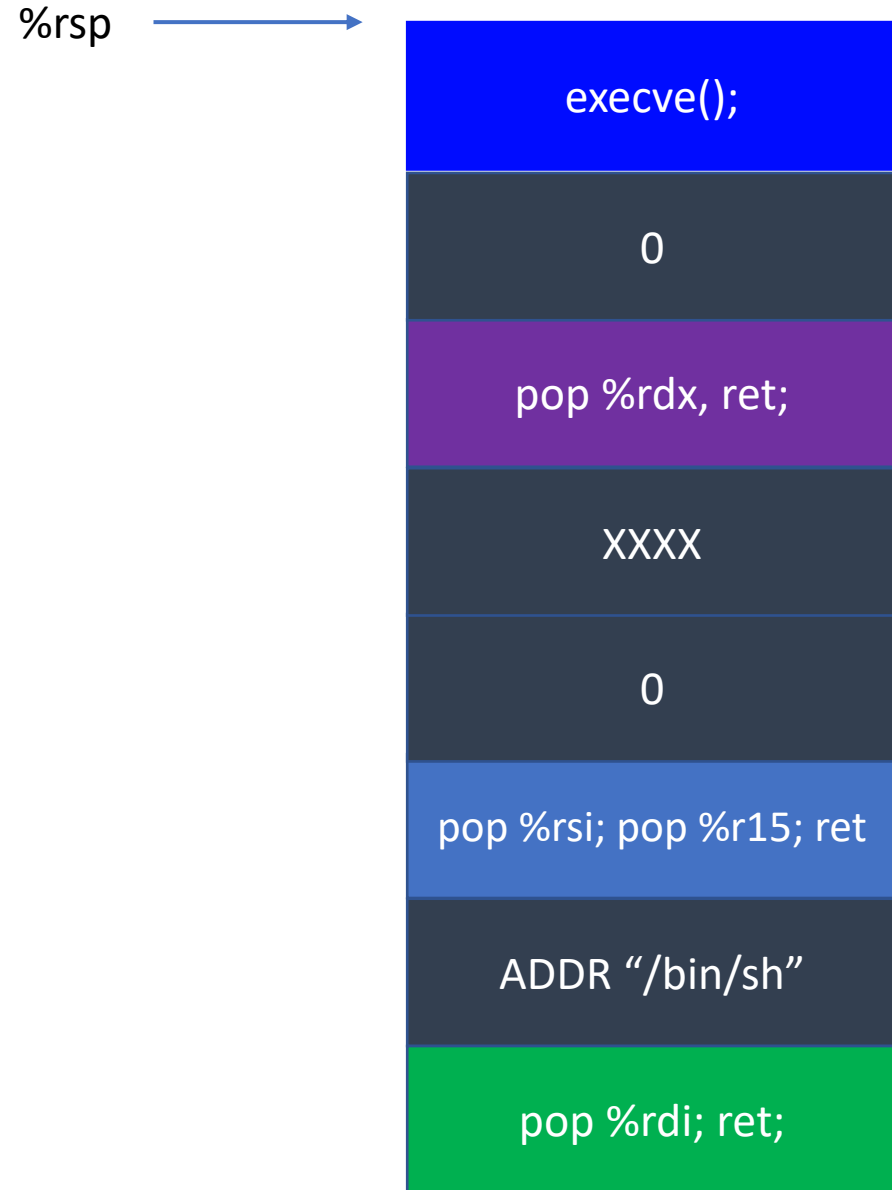 %rsp
execve();
0
pop %rdx, ret;
XXXX
0
pop %rsi; pop %r15; ret
ADDR “/bin/sh”
pop %rdi; ret;